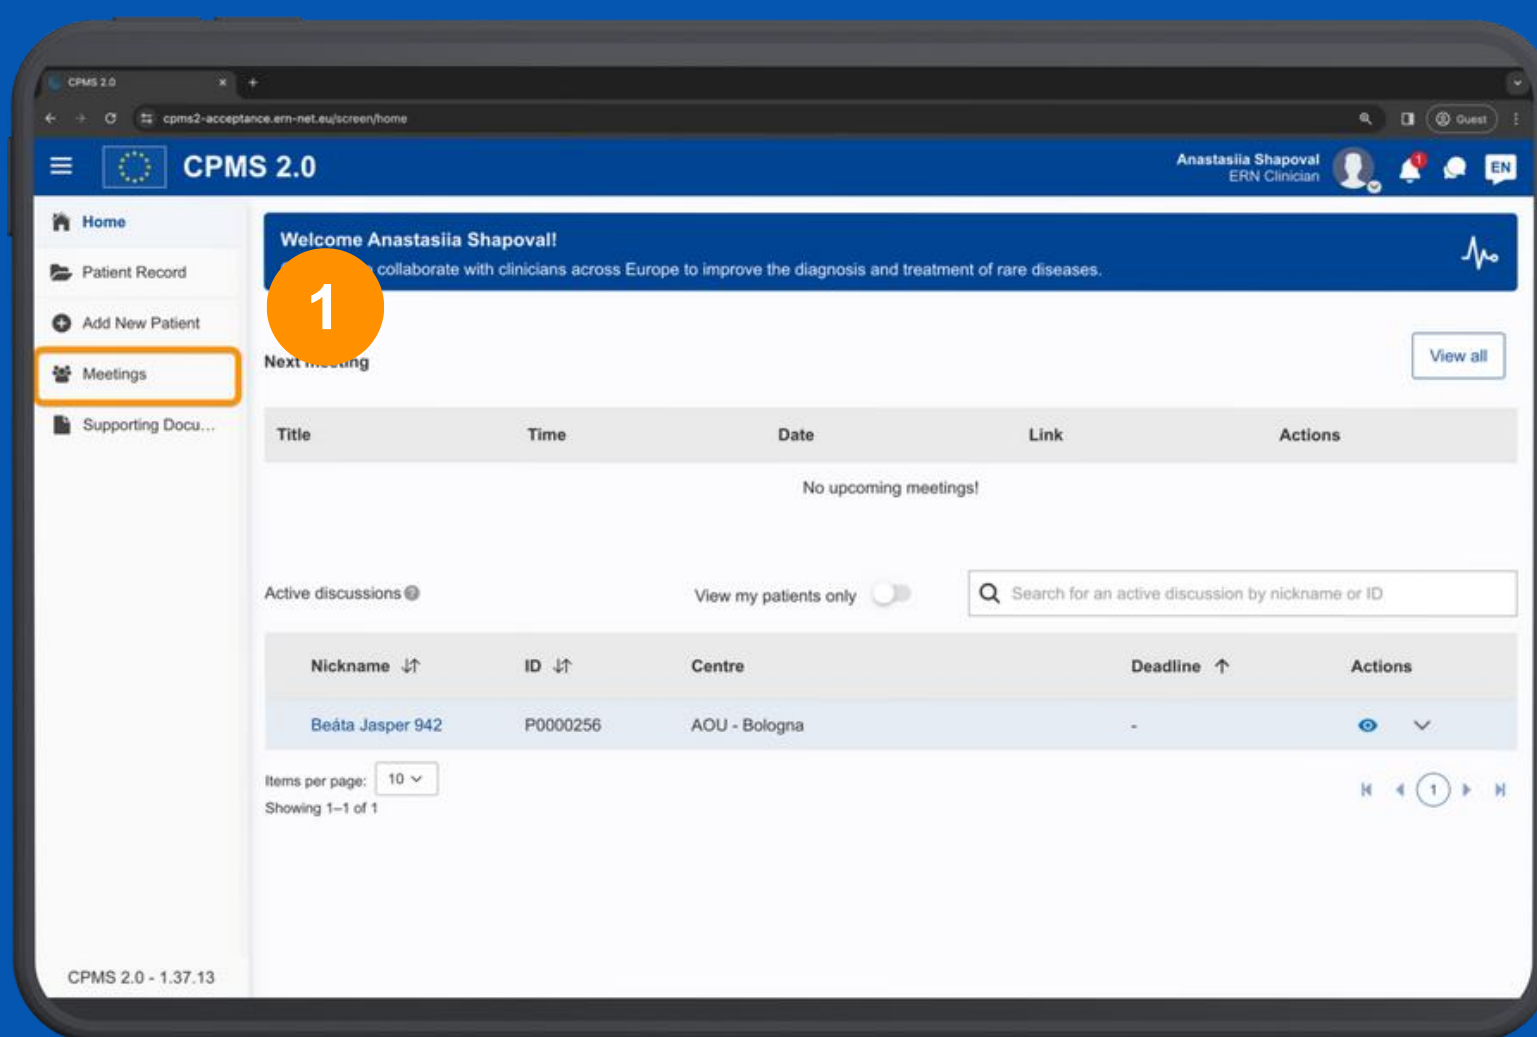 CPMS 2.0
cpms2-acceptance.ern-net.eu/screen/home
Guest
CPMS 2.0
Anastasiia Shapoval
ERN Clinician
1
EN
Home
Patient Record
Add New Patient
Meetings
Supporting Docu...
Welcome Anastasiia Shapoval!
collaborate with clinicians across Europe to improve the diagnosis and treatment of rare diseases.
1
Next
View all
Title Time Date Link Actions
No upcoming meetings!
Active discussions
View my patients only
Search for an active discussion by nickname or ID
Nickname ID Centre Deadline Actions
Beáta Jasper 942 P0000256 AOU - Bologna -
Items per page: 10
Showing 1–1 of 1
1
CPMS 2.0 - 1.37.13